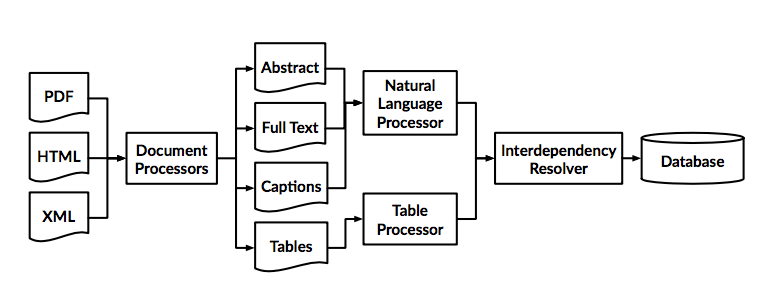 PDF
HTML
XML
Document
Processors
Abstract
Full Text
Captions
Tables
Natural
Language
Processor
Table
Processor
Interdependency
Resolver
Database